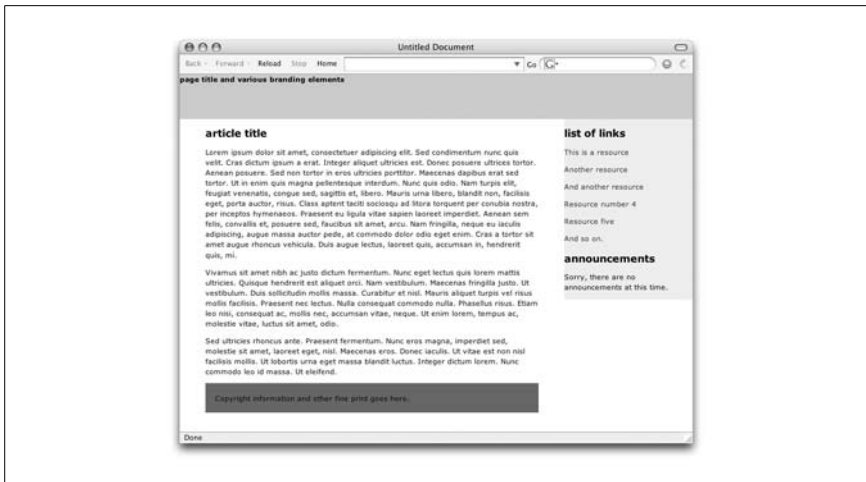 Untitled Document
Back Forward Reload Stop Home Go G
page title and various branding elements
article title
Lorem ipsum dolor sit amet, consectetuer adipiscing elit. Sed condimentum nunc quis
velit. Cras dictum ipsum a erat. Integer aliquet ultricies est. Donec posuere ultrices tortor.
Aenean posuere. Sed non tortor in eros ultricies porttitor. Maecenas dapibus erat sed
tortor. Ut in enim quis magna pellentesque interdum. Nunc quis odio. Nam turpis elit,
feugiat venenatis, congue sed, sagittis et, libero. Mauris urna libero, blandit non, facilisis
eget, porta auctor, risus. Class aptent taciti sociosqu ad litora torquent per conubia nostra,
per inceptos hymenaeos. Praesent eu ligula vitae sapien laoreet imperdiet. Aenean sem
felis, convallis et, posuere sed, faucibus sit amet, arcu. Nam fringilla, neque eu iaculis
adipiscing, augue massa auctor pede, at commodo dolor odio eget enim. Cras a tortor sit
amet augue rhoncus vehicula. Duis augue lectus, laoreet quis, accumsan in, hendrerit
quis, mi.
Vivamus sit amet nibh ac justo dictum fermentum. Nunc eget lectus quis lorem mattis
ultricies. Quisque hendrerit est aliquet orci. Nam vestibulum. Maecenas fringilla justo. Ut
vestibulum. Duis sollicitudin mollis massa. Curabitur et nisl. Mauris aliquet turpis vel risus
mollis facilisis. Praesent nec lectus. Nulla consequat commodo nulla. Phasellus risus. Etiam
leo nisi, consequat ac, mollis nec, accumsan vitae, neque. Ut enim lorem, tempus ac,
molestie vitae, luctus sit amet, odio.
Sed ultricies rhoncus ante. Praesent fermentum. Nunc eros magna, imperdiet sed,
molestie sit amet, laoreet eget, nisl. Maecenas eros. Donec iaculis. Ut vitae est non nisl
facilisis mollis. Ut lobortis urna eget massa blandit luctus. Integer dictum lorem. Nunc
commodo leo id massa. Ut eleifend.
Copyright information and other fine print goes here.
list of links
This is a resource
Another resource
And another resource
Resource number 4
Resource five
And so on.
announcements
Sorry, there are no
announcements at this time.
Done